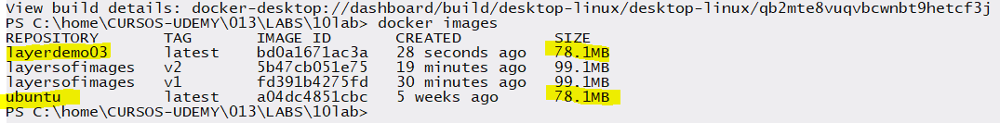 View build details: docker-desktop://dashboard/build/desktop-linux/desktop-linux/qb2mte8vuqvbcwnbt9hetcf3j
PS C:\home\CURSOS-UDEMY\013\LABS\10lab> docker images
REPOSITORY       TAG       IMAGE ID       CREATED          SIZE
layerdemo03      latest    bd0a1671ac3a   28 seconds ago   78.1MB
layersofimages   v2        5b47cb051e75   19 minutes ago   99.1MB
layersofimages   v1        fd391b4275fd   30 minutes ago   99.1MB
ubuntu           latest    a04dc4851cbc   5 weeks ago      78.1MB
PS C:\home\CURSOS-UDEMY\013\LABS\10lab>